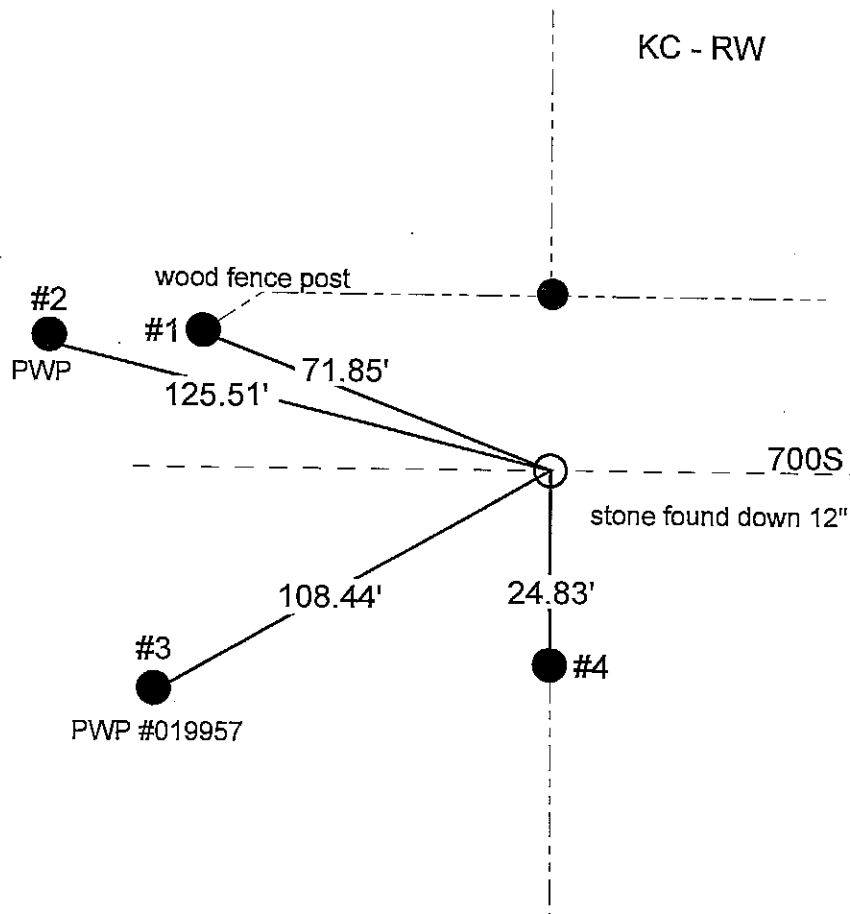 KC - RW
wood fence post
#2
#1
PWP
71.85'
125.51'
700S
stone found down 12"
108.44'
24.83'
#3
#4
PWP #019957